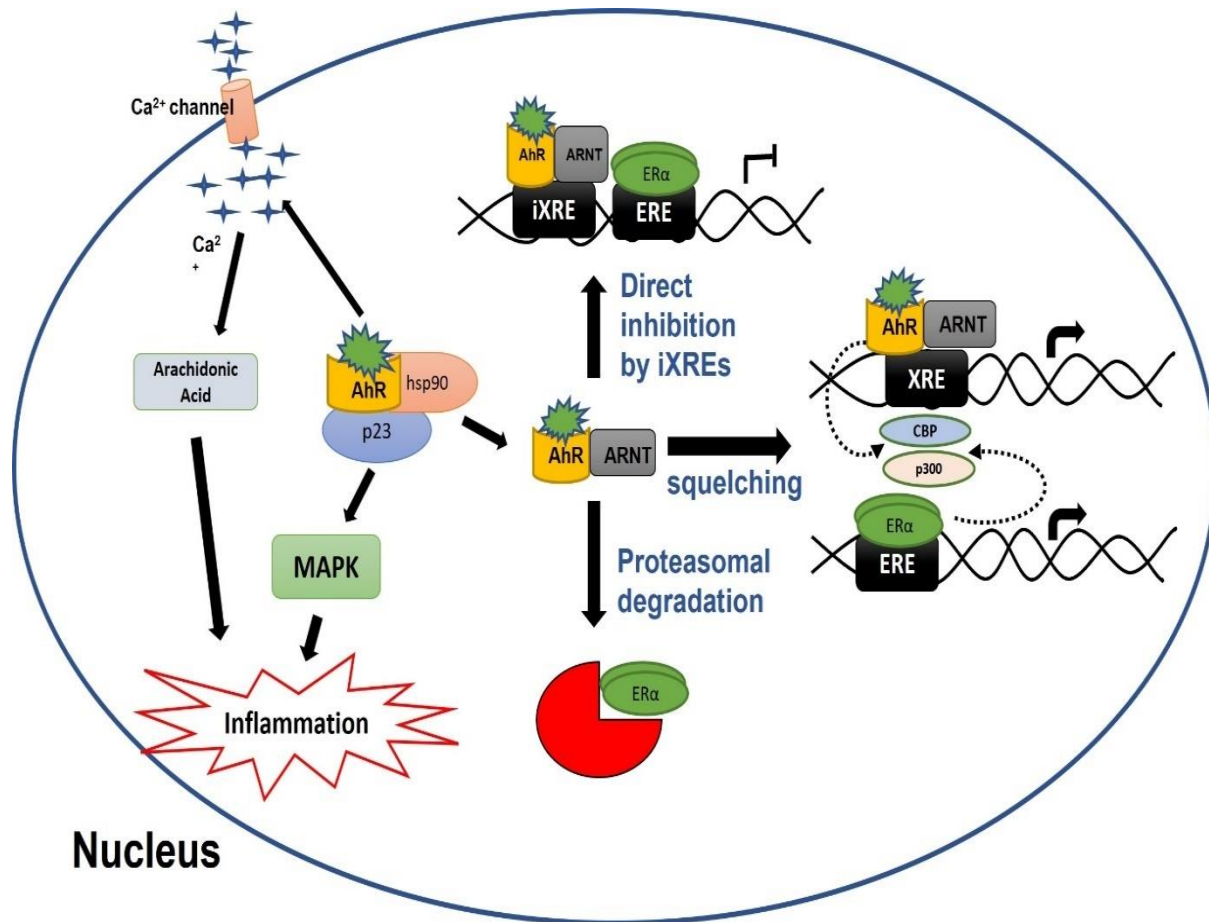 Ca²⁺ channel
Ca²
+
Arachidonic
Acid
AhR
hsp90
p23
MAPK
Inflammation
Nucleus
AhR
ARNT
ERα
iXRE
ERE
Direct
inhibition
by iXREs
AhR
ARNT
squelching
Proteasomal
degradation
ERα
AhR
ARNT
XRE
CBP
p300
ERα
ERE